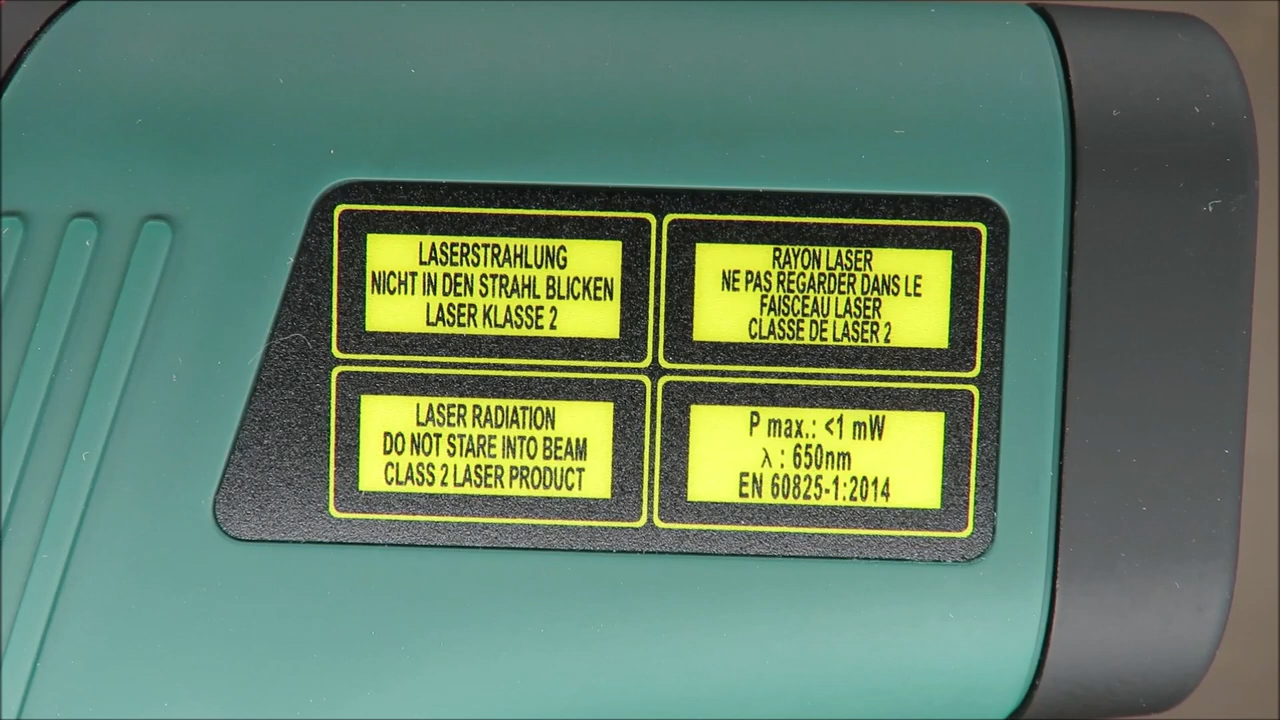 LASERSTRAHLUNG
NICHT IN DEN STRAHL BLICKEN
LASER KLASSE 2
RAYON LASER
NE PAS REGARDER DANS LE
FAISCEAU LASER
CLASSE DE LASER 2
LASER RADIATION
DO NOT STARE INTO BEAM
CLASS 2 LASER PRODUCT
P max.: <1 mW
λ : 650nm
EN 60825-1:2014